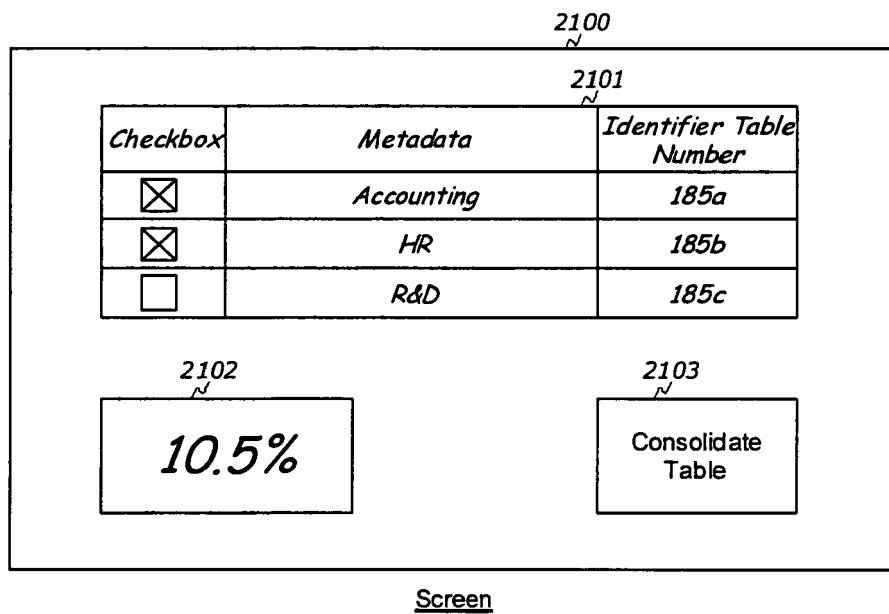 2100
2101
Checkbox Metadata Identifier Table Number
Accounting 185a
HR 185b
R&D 185c
2102 2103
10.5% Consolidate Table
Screen